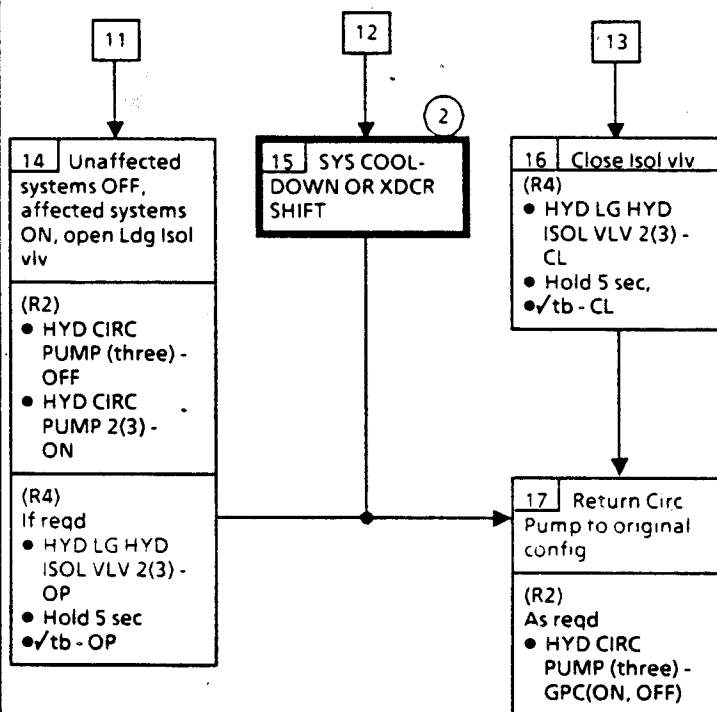 11
12
13
14 Unaffected
systems OFF,
affected systems
ON, open Ldg Isol
vlv
(R2)
● HYD CIRC
PUMP (three) -
OFF
● HYD CIRC
PUMP 2(3) -
ON
(R4)
If reqd
● HYD LG HYD
ISOL VLV 2(3) -
OP
● Hold 5 sec
●√tb - OP
2
15 SYS COOL-
DOWN OR XDCR
SHIFT
16 Close Isol vlv
(R4)
● HYD LG HYD
ISOL VLV 2(3) -
CL
● Hold 5 sec,
●√tb - CL
17 Return Circ
Pump to original
config
(R2)
As reqd
● HYD CIRC
PUMP (three) -
GPC(ON, OFF)